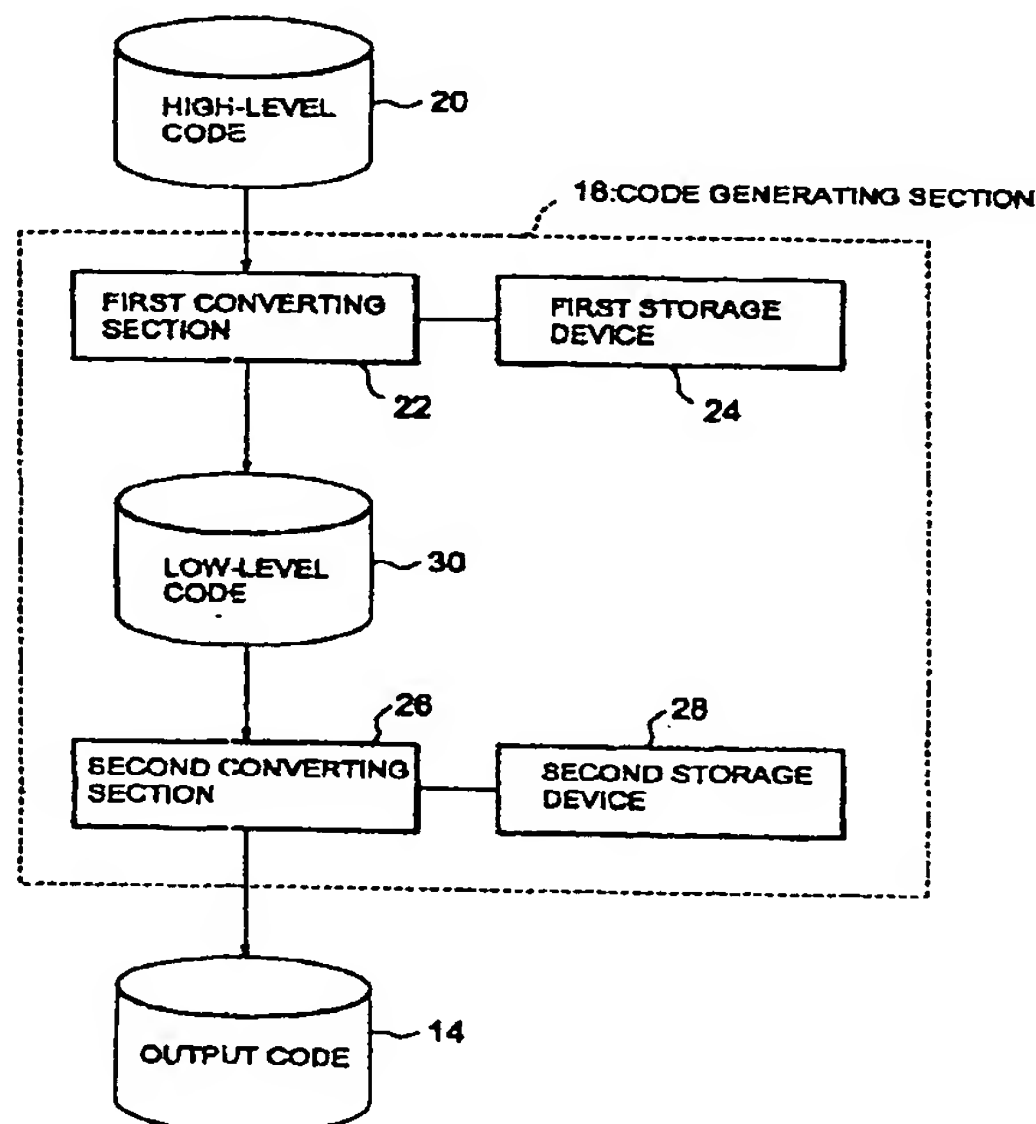 HIGH-LEVEL
CODE
20
18:CODE GENERATING SECTION
FIRST CONVERTING
SECTION
FIRST STORAGE
DEVICE
22
24
LOW-LEVEL
CODE
30
26
28
SECOND CONVERTING
SECTION
SECOND STORAGE
DEVICE
OUTPUT CODE
14